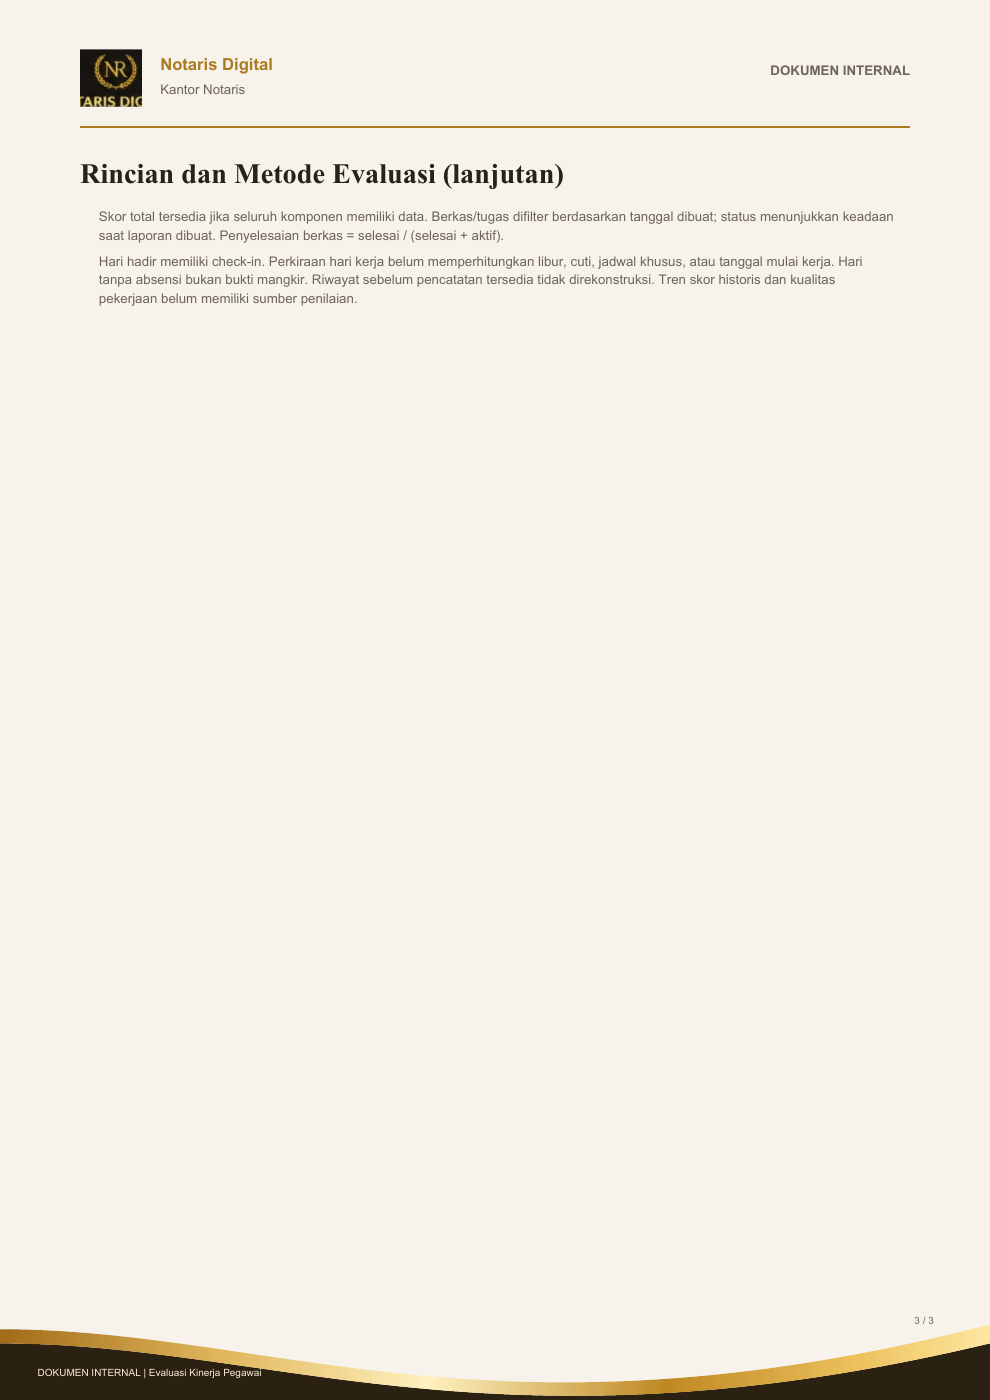 NR
TARIS DIG
Notaris Digital
Kantor Notaris
DOKUMEN INTERNAL
Rincian dan Metode Evaluasi (lanjutan)
Skor total tersedia jika seluruh komponen memiliki data. Berkas/tugas difilter berdasarkan tanggal dibuat; status menunjukkan keadaan
saat laporan dibuat. Penyelesaian berkas = selesai / (selesai + aktif).
Hari hadir memiliki check-in. Perkiraan hari kerja belum memperhitungkan libur, cuti, jadwal khusus, atau tanggal mulai kerja. Hari
tanpa absensi bukan bukti mangkir. Riwayat sebelum pencatatan tersedia tidak direkonstruksi. Tren skor historis dan kualitas
pekerjaan belum memiliki sumber penilaian.
3 / 3
DOKUMEN INTERNAL | Evaluasi Kinerja Pegawai